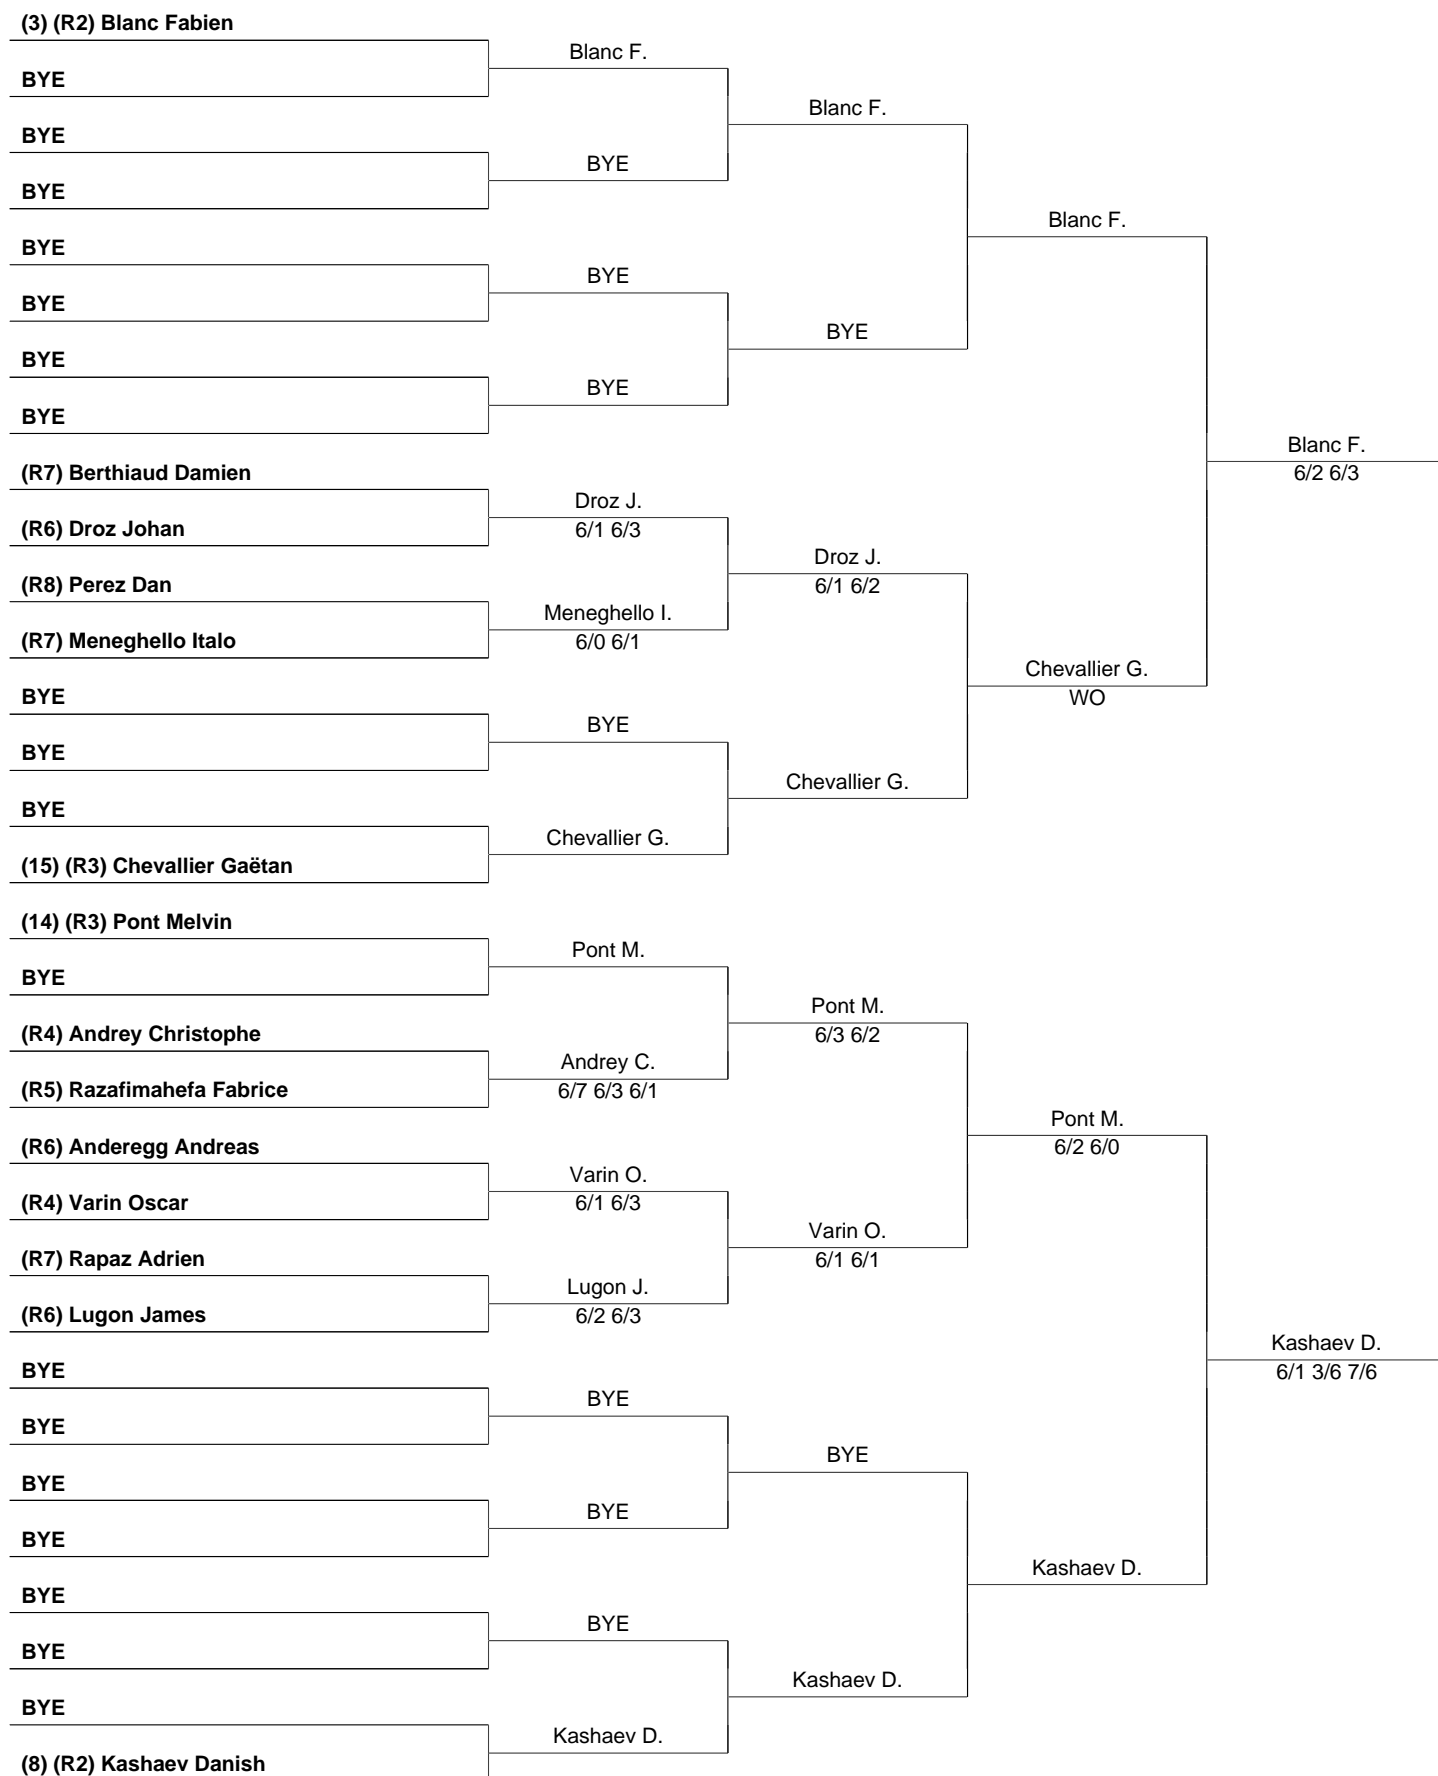 (3) (R2) Blanc Fabien
BYE
BYE
BYE
BYE
BYE
BYE
BYE
(R7) Berthiaud Damien
(R6) Droz Johan
(R8) Perez Dan
(R7) Meneghello Italo
BYE
BYE
BYE
(15) (R3) Chevallier Gaëtan
(14) (R3) Pont Melvin
BYE
(R4) Andrey Christophe
(R5) Razafimahefa Fabrice
(R6) Anderegg Andreas
(R4) Varin Oscar
(R7) Rapaz Adrien
(R6) Lugon James
BYE
BYE
BYE
BYE
BYE
BYE
BYE
(8) (R2) Kashaev Danish
Blanc F.
BYE
BYE
BYE
Droz J.
6/1 6/3
Meneghello I.
6/0 6/1
BYE
Chevallier G.
Pont M.
Andrey C.
6/7 6/3 6/1
Varin O.
6/1 6/3
Lugon J.
6/2 6/3
BYE
BYE
BYE
Kashaev D.
Blanc F.
BYE
Droz J.
6/1 6/2
Chevallier G.
Pont M.
6/3 6/2
Varin O.
6/1 6/1
BYE
Kashaev D.
Blanc F.
Chevallier G.
WO
Pont M.
6/2 6/0
Kashaev D.
Blanc F.
6/2 6/3
Kashaev D.
6/1 3/6 7/6